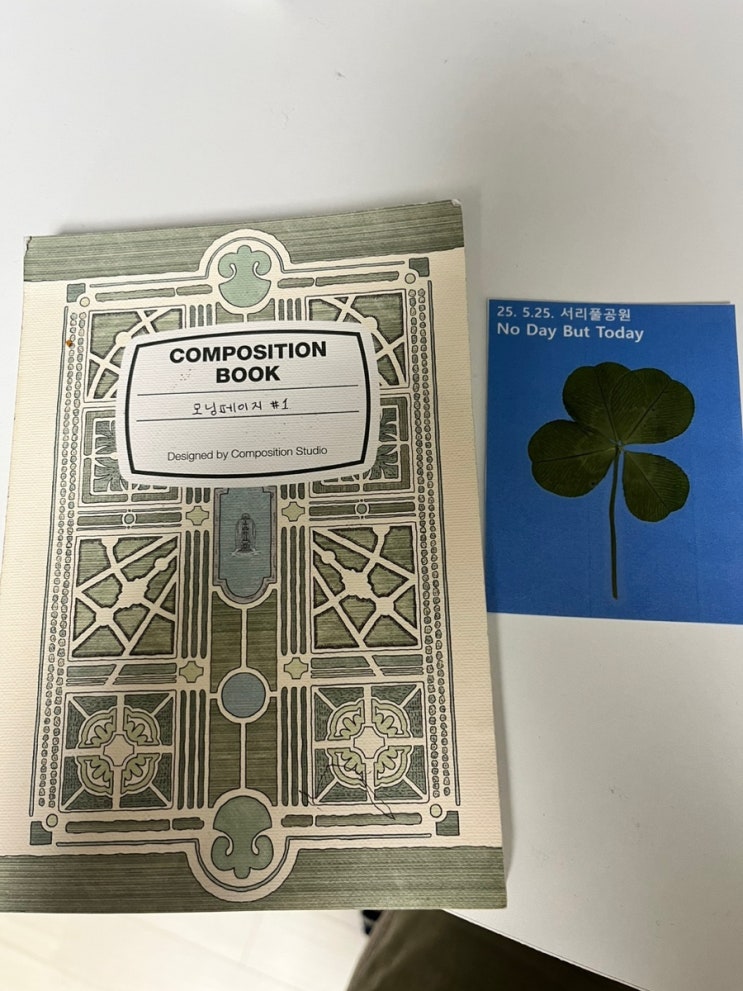 COMPOSITION
BOOK
모닝페이지 #1
Designed by Composition Studio
25. 5.25. 서리풀공원
No Day But Today